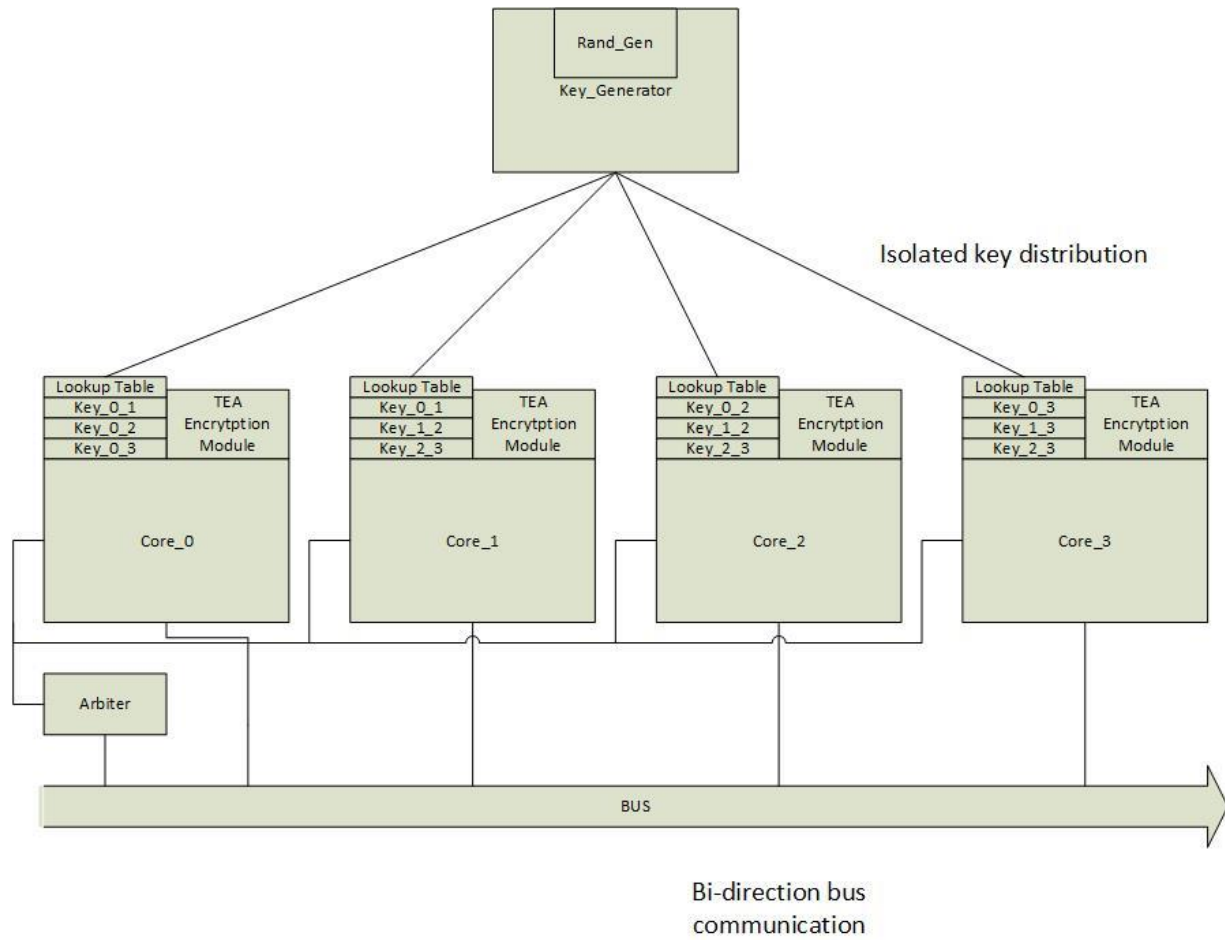 Rand_Gen
Key_Generator
Isolated key distribution
Lookup Table
Key_0_1
Key_0_2
Key_0_3
TEA
Encrytption
Module
Core_0
Lookup Table
Key_0_1
Key_1_2
Key_2_3
TEA
Encrytption
Module
Core_1
Lookup Table
Key_0_2
Key_1_2
Key_2_3
TEA
Encrytption
Module
Core_2
Lookup Table
Key_0_3
Key_1_3
Key_2_3
TEA
Encrytption
Module
Core_3
Arbiter
BUS
Bi-direction bus
communication